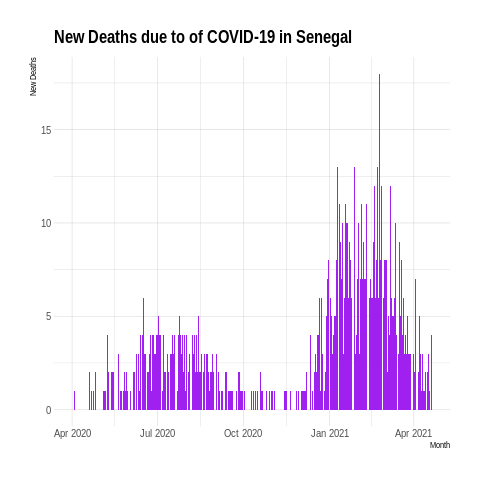 New Deaths due to of COVID-19 in Senegal
New Deaths
15
10
5
0
Apr 2020 Jul 2020 Oct 2020 Jan 2021 Apr 2021
Month